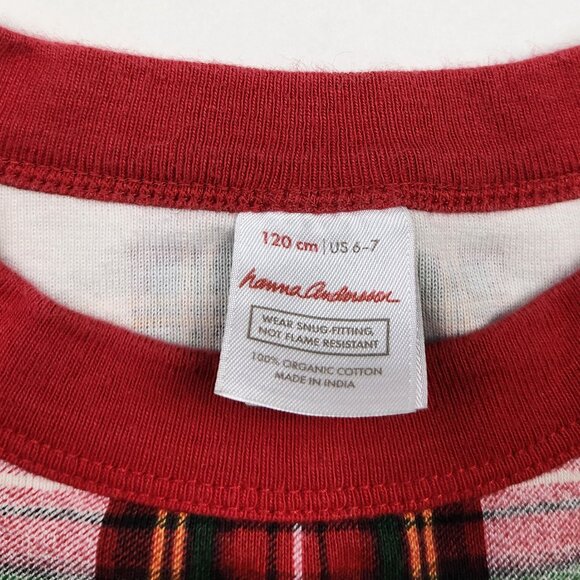 120 cm | US 6-7
hanna andersson
WEAR SNUG-FITTING,
NOT FLAME RESISTANT
100% ORGANIC COTTON
MADE IN INDIA